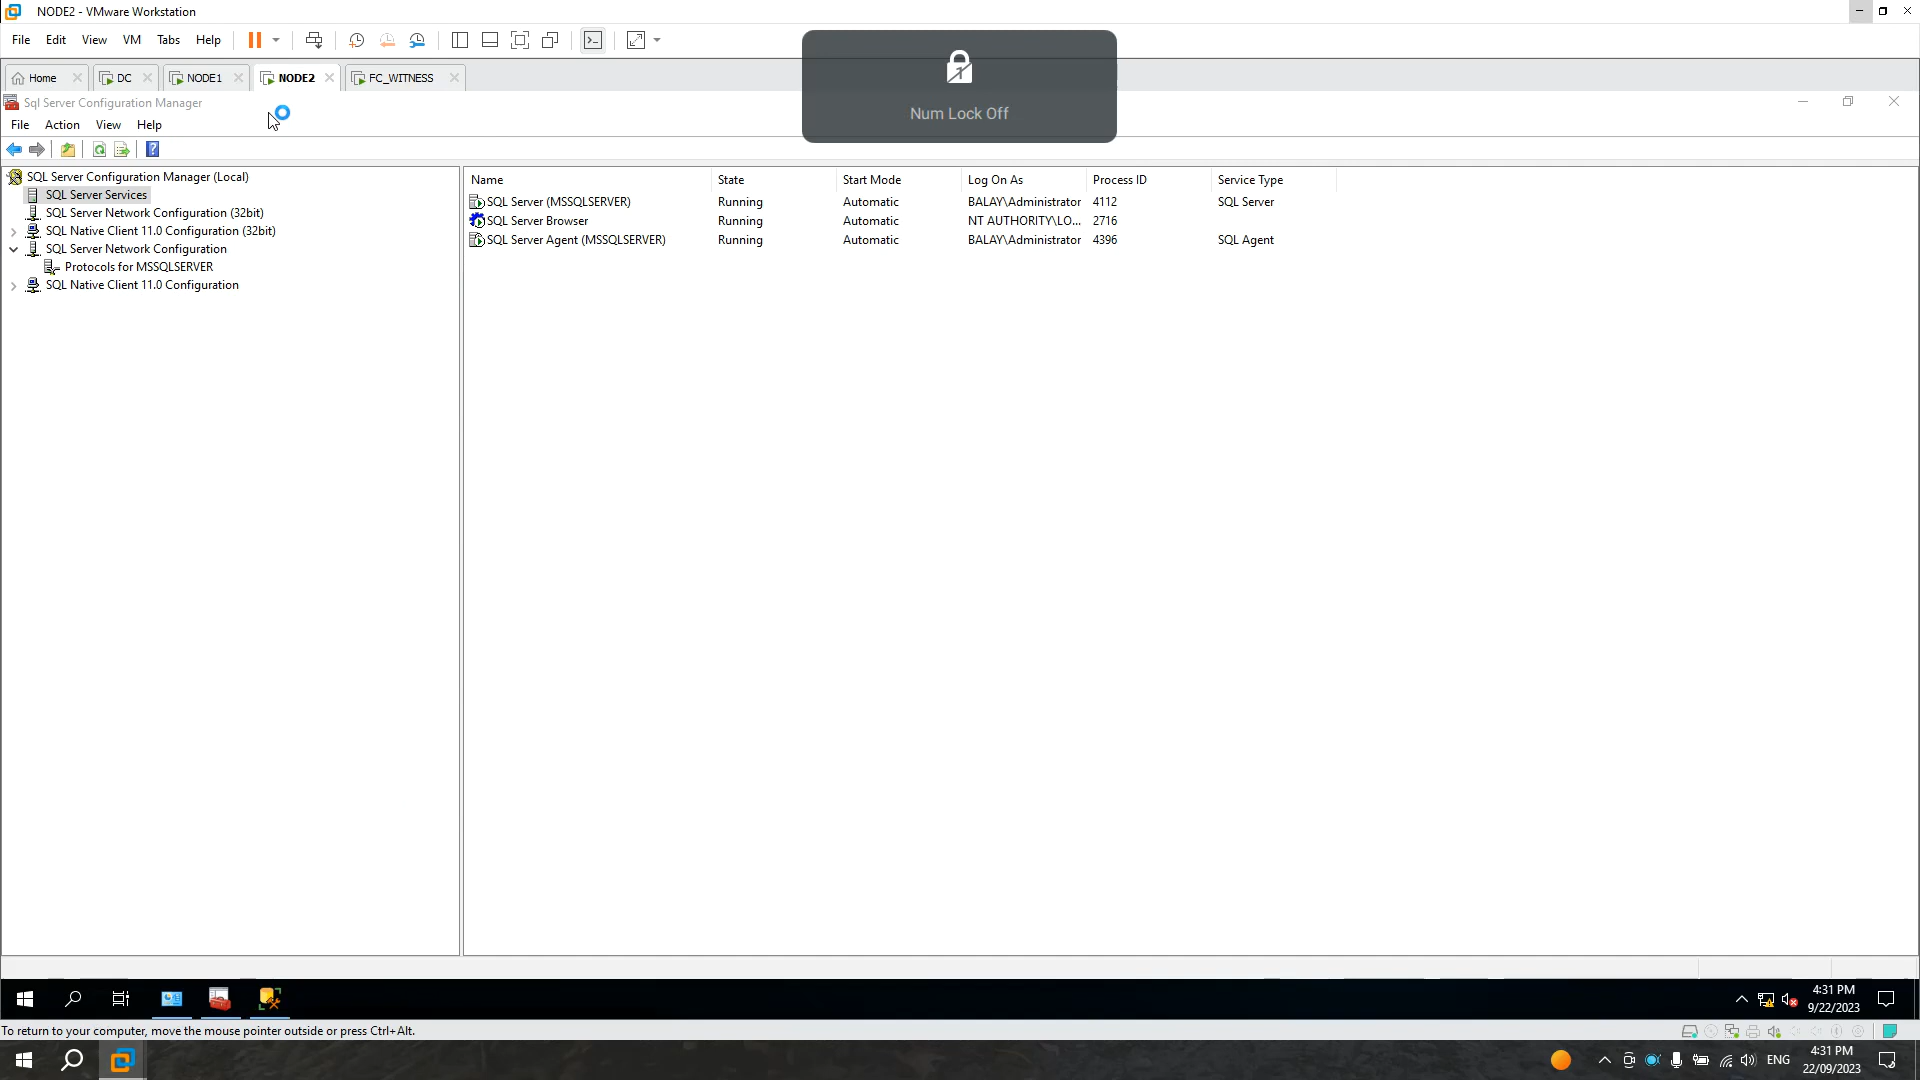 NODE2 - VMware Workstation
File Edit View VM Tabs Help
Home DC NODE1 NODE2 FC_WITNESS
Num Lock Off
Sql Server Configuration Manager
File Action View Help
SQL Server Configuration Manager (Local)
SQL Server Services
SQL Server Network Configuration (32bit)
SQL Native Client 11.0 Configuration (32bit)
SQL Server Network Configuration
Protocols for MSSQLSERVER
SQL Native Client 11.0 Configuration
Name State Start Mode Log On As Process ID Service Type
SQL Server (MSSQLSERVER) Running Automatic BALAY\Administrator 4112 SQL Server
SQL Server Browser Running Automatic NT AUTHORITY\LO... 2716
SQL Server Agent (MSSQLSERVER) Running Automatic BALAY\Administrator 4396 SQL Agent
4:31 PM
9/22/2023
To return to your computer, move the mouse pointer outside or press Ctrl+Alt.
ENG
4:31 PM
22/09/2023